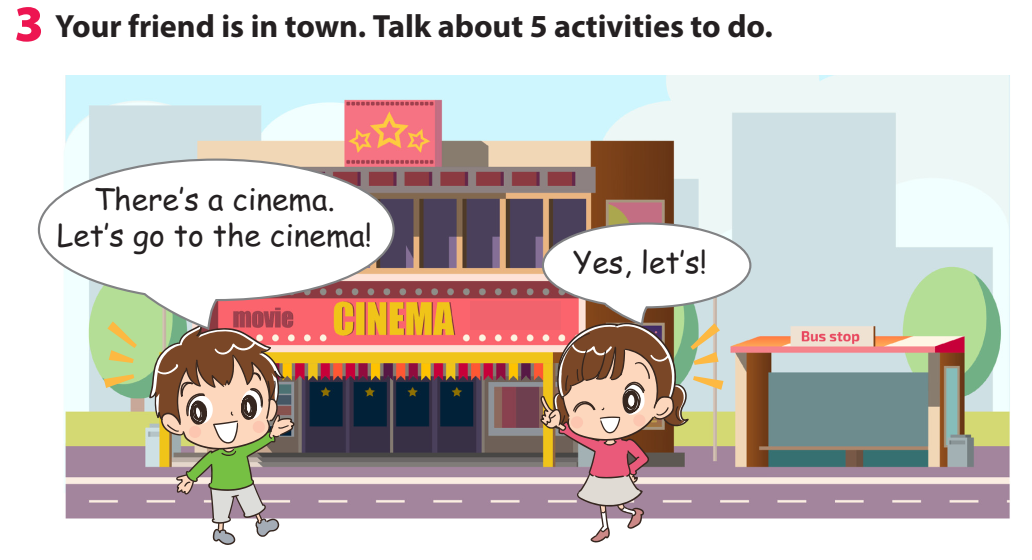 3 Your friend is in town. Talk about 5 activities to do.
There's a cinema.
Let's go to the cinema!
Yes, let's!
movie CINEMA
Bus stop